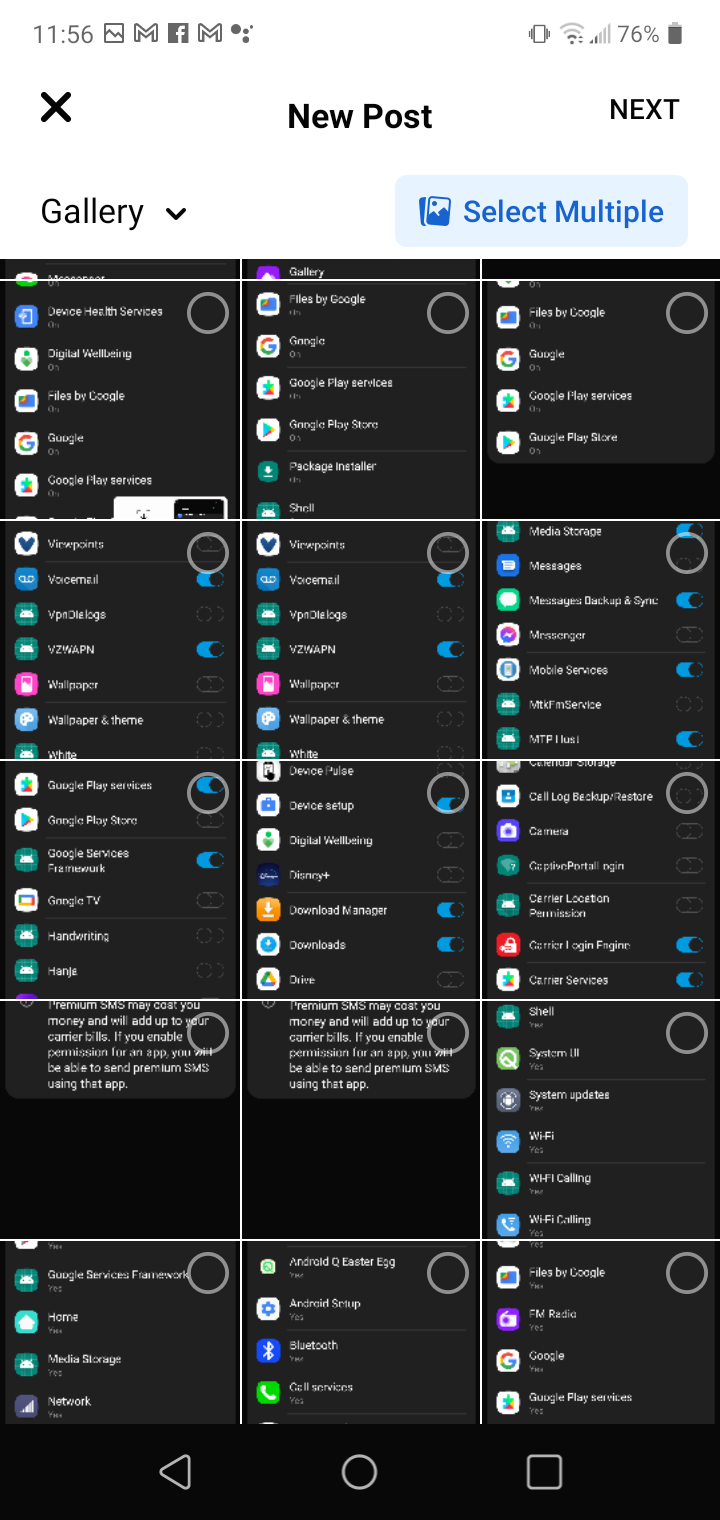 11:56
76%
New Post
NEXT
Gallery
Select Multiple
Messenger
On
Device Health Services
On
Digital Wellbeing
On
Files by Google
On
Google
On
Google Play services
On
Gallery
Files by Google
On
Google
On
Google Play services
On
Google Play Store
On
Package Installer
On
Shell
On
Files by Google
On
Google
On
Google Play services
On
Google Play Store
On
Viewpoints
Voicemail
VpnDialogs
VZWAPN
Wallpaper
Wallpaper & theme
White
Viewpoints
Voicemail
VpnDialogs
VZWAPN
Wallpaper
Wallpaper & theme
White
Media Storage
Messages
Messages Backup & Sync
Messenger
Mobile Services
MtkFmService
MTP Host
Google Play services
Google Play Store
Google Services
Framework
Google TV
Handwriting
Hanja
Device Pulse
Device setup
Digital Wellbeing
Disney+
Download Manager
Downloads
Drive
Calendar Storage
Call Log Backup/Restore
Camera
CaptivePortalLogin
Carrier Location
Permission
Carrier Login Engine
Carrier Services
Premium SMS may cost you
money and will add up to your
carrier bills. If you enable
permission for an app, you will
be able to send premium SMS
using that app.
Premium SMS may cost you
money and will add up to your
carrier bills. If you enable
permission for an app, you will
be able to send premium SMS
using that app.
Shell
Yes
System UI
Yes
System updates
Yes
Wi-Fi
Yes
Wi-Fi Calling
Yes
Wi-Fi Calling
Yes
Yes
Google Services Framework
Yes
Home
Yes
Media Storage
Yes
Network
Yes
Android Q Easter Egg
Yes
Android Setup
Yes
Bluetooth
Yes
Call services
Yes
Yes
Files by Google
Yes
FM Radio
Yes
Google
Yes
Google Play services
Yes